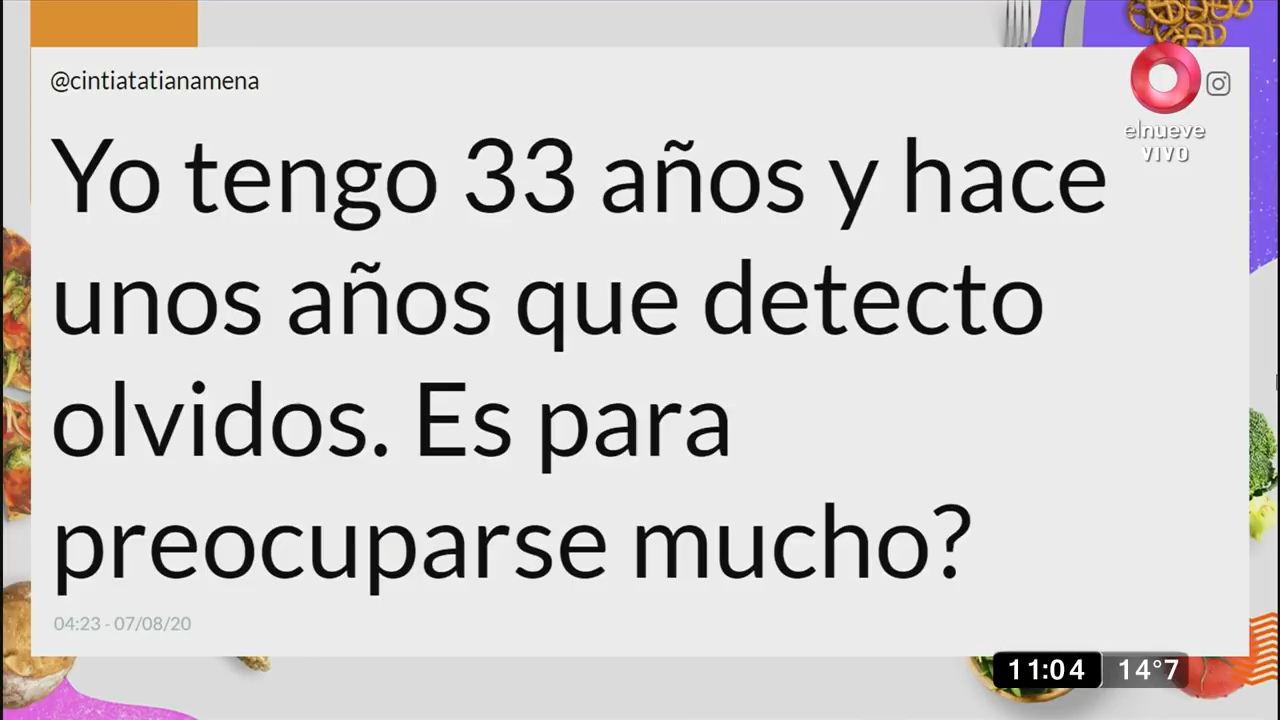 @cintiatatianamena
elnueve
VIVO
Yo tengo 33 años y hace
unos años que detecto
olvidos. Es para
preocuparse mucho?
04:23 - 07/08/20
11:04 14°7